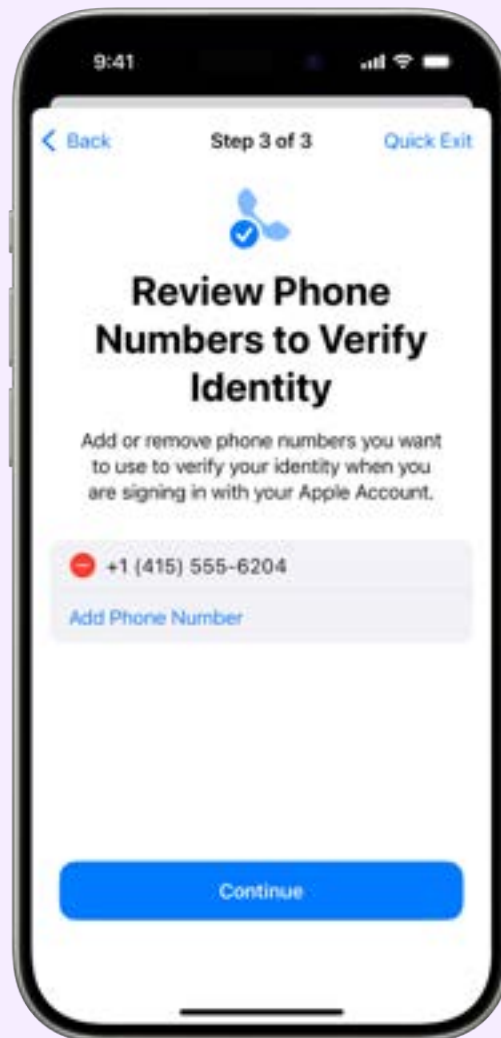 9:41
Back Step 3 of 3 Quick Exit
Review Phone
Numbers to Verify
Identity
Add or remove phone numbers you want
to use to verify your identity when you
are signing in with your Apple Account.
+1 (415) 555-6204
Add Phone Number
Continue